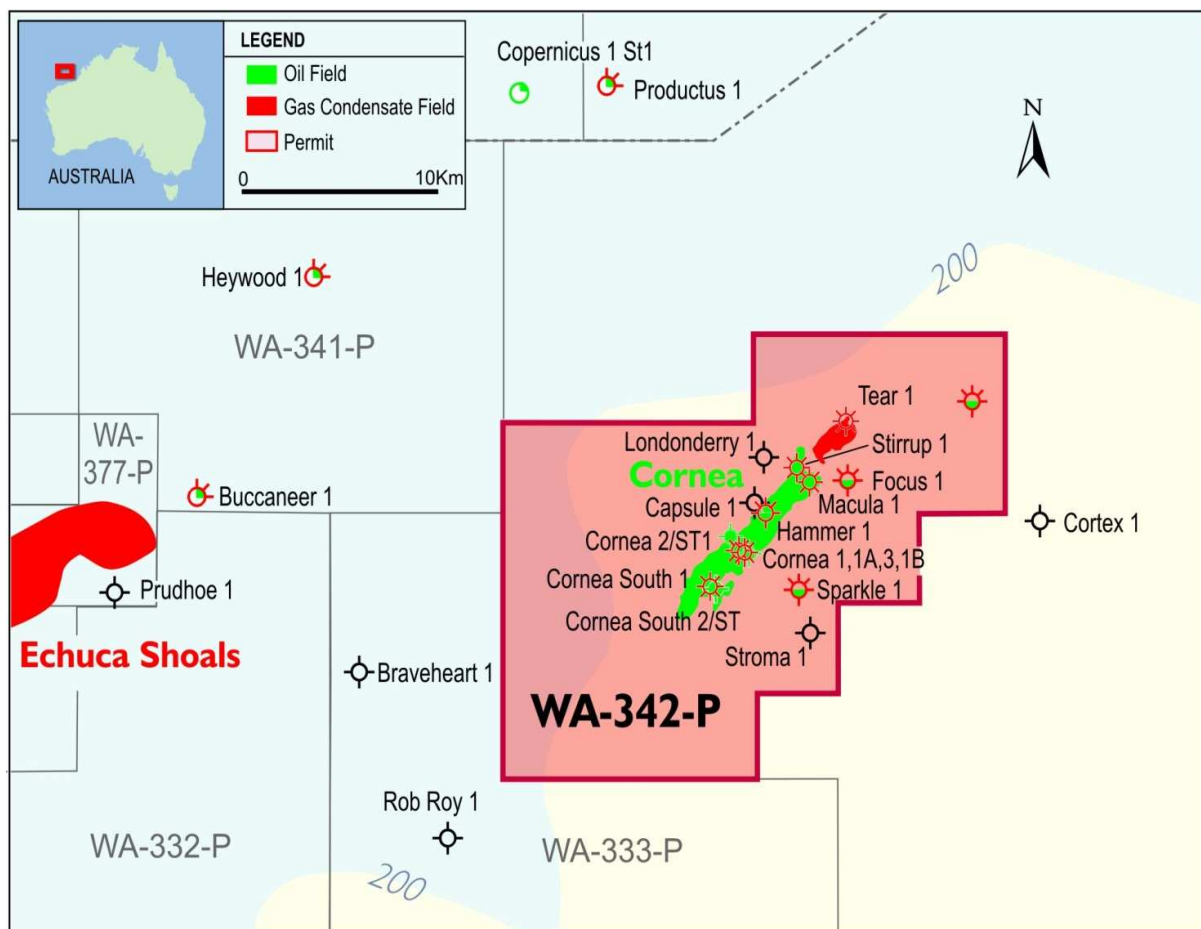 LEGEND
Oil Field
Gas Condensate Field
Permit
0 10Km
AUSTRALIA
Copernicus 1 St1
Productus 1
N
200
Heywood 1
WA-341-P
WA-
377-P
Buccaneer 1
Prudhoe 1
Echuca Shoals
Braveheart 1
Rob Roy 1
WA-332-P
200
WA-333-P
Tear 1
Londonderry 1
Stirrup 1
Cornea
Focus 1
Capsule 1
Macula 1
Hammer 1
Cortex 1
Cornea 2/ST1
Cornea 1,1A,3,1B
Cornea South 1
Sparkle 1
Cornea South 2/ST
Stroma 1
WA-342-P